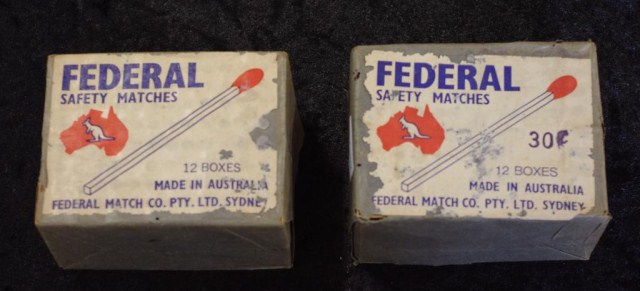 FEDERAL
SAFETY MATCHES
12 BOXES
MADE IN AUSTRALIA
FEDERAL MATCH CO. PTY. LTD. SYDNEY
FEDERAL
SAFETY MATCHES
30¢
12 BOXES
MADE IN AUSTRALIA
FEDERAL MATCH CO. PTY. LTD. SYDNEY